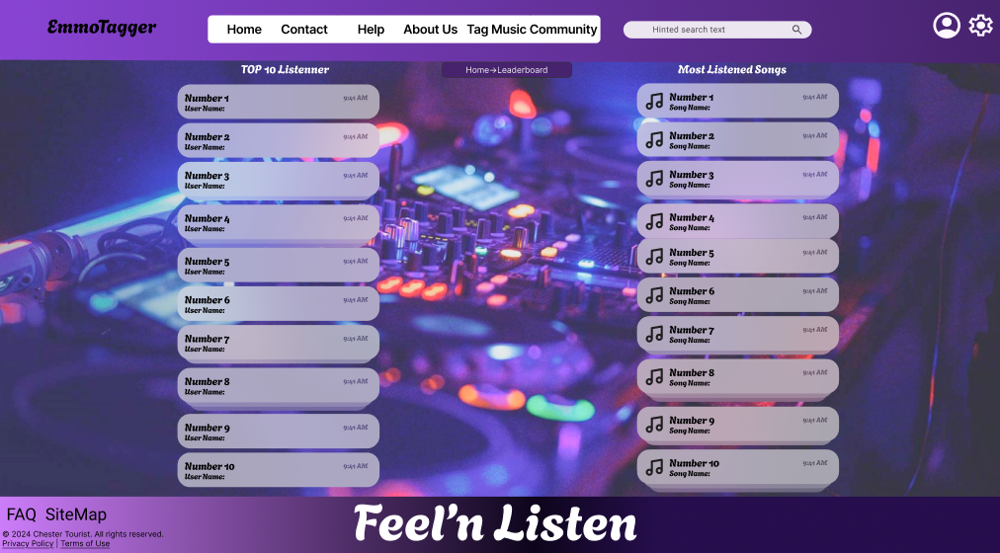 EmmoTagger
Home Contact Help About Us Tag Music Community
Hinted search text
TOP 10 Listenner
Number 1 9:41 AM
User Name:
Number 2 9:41 AM
User Name:
Number 3 9:41 AM
User Name:
Number 4 9:41 AM
User Name:
Number 5 9:41 AM
User Name:
Number 6 9:41 AM
User Name:
Number 7 9:41 AM
User Name:
Number 8 9:41 AM
User Name:
Number 9 9:41 AM
User Name:
Number 10 9:41 AM
User Name:
Home→Leaderboard
Most Listened Songs
Number 1 9:41 AM
Song Name:
Number 2 9:41 AM
Song Name:
Number 3 9:41 AM
Song Name:
Number 4 9:41 AM
Song Name:
Number 5 9:41 AM
Song Name:
Number 6 9:41 AM
Song Name:
Number 7 9:41 AM
Song Name:
Number 8 9:41 AM
Song Name:
Number 9 9:41 AM
Song Name:
Number 10 9:41 AM
Song Name:
FAQ SiteMap
© 2024 Chester Tourist. All rights reserved.
Privacy Policy | Terms of Use
Feel'n Listen